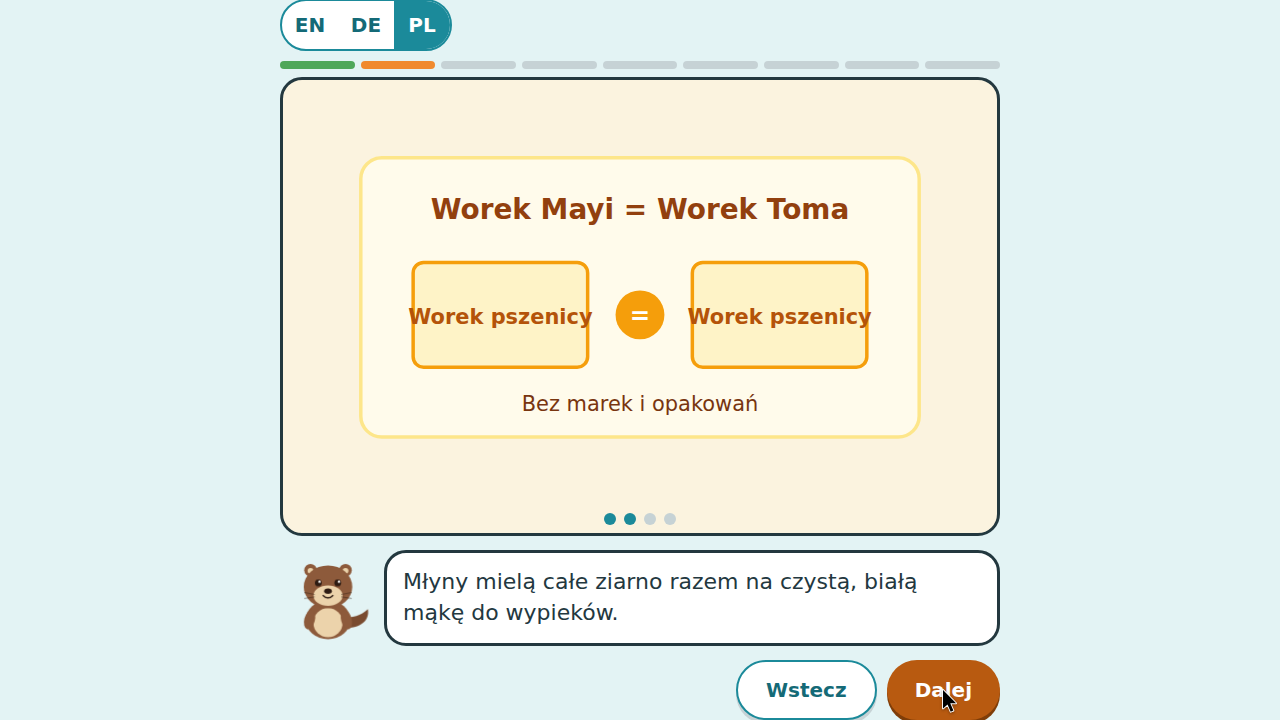 EN DE PL
Worek Mayi = Worek Toma
Worek pszenicy = Worek pszenicy
Bez marek i opakowań
Młyny mielą całe ziarno razem na czystą, białą
mąkę do wypieków.
Wstecz Dalej